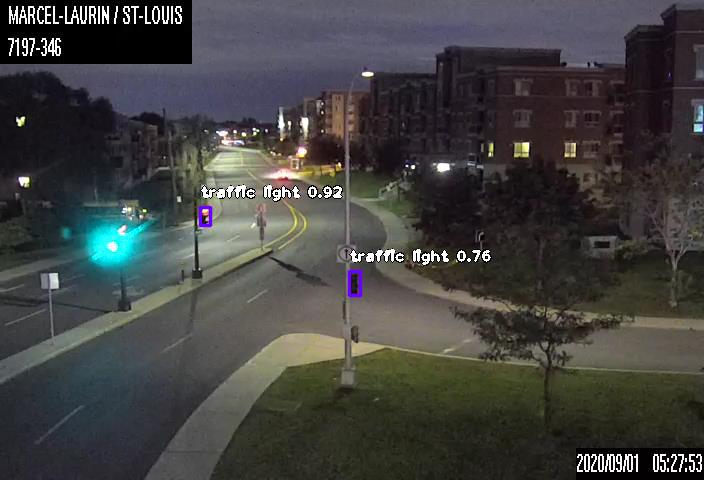 MARCEL-LAURIN / ST-LOUIS
7197-346
traffic light 0.92
traffic light 0.76
2020/09/01 05:27:53